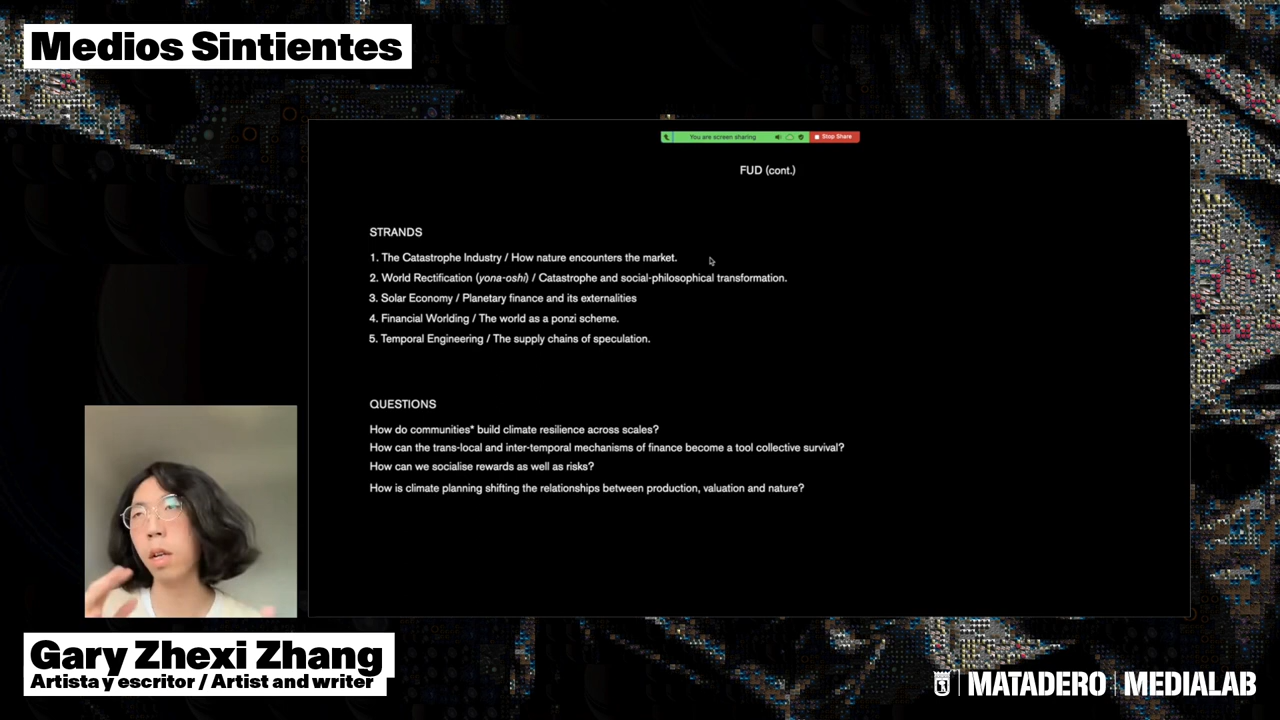 Medios Sintientes
You are screen sharing
Stop Share
FUD (cont.)
STRANDS
1. The Catastrophe Industry / How nature encounters the market.
2. World Rectification (yona-oshi) / Catastrophe and social-philosophical transformation.
3. Solar Economy / Planetary finance and its externalities
4. Financial Worlding / The world as a ponzi scheme.
5. Temporal Engineering / The supply chains of speculation.
QUESTIONS
How do communities* build climate resilience across scales?
How can the trans-local and inter-temporal mechanisms of finance become a tool collective survival?
How can we socialise rewards as well as risks?
How is climate planning shifting the relationships between production, valuation and nature?
Gary Zhexi Zhang
Artista y escritor / Artist and writer
MATADERO | MEDIALAB